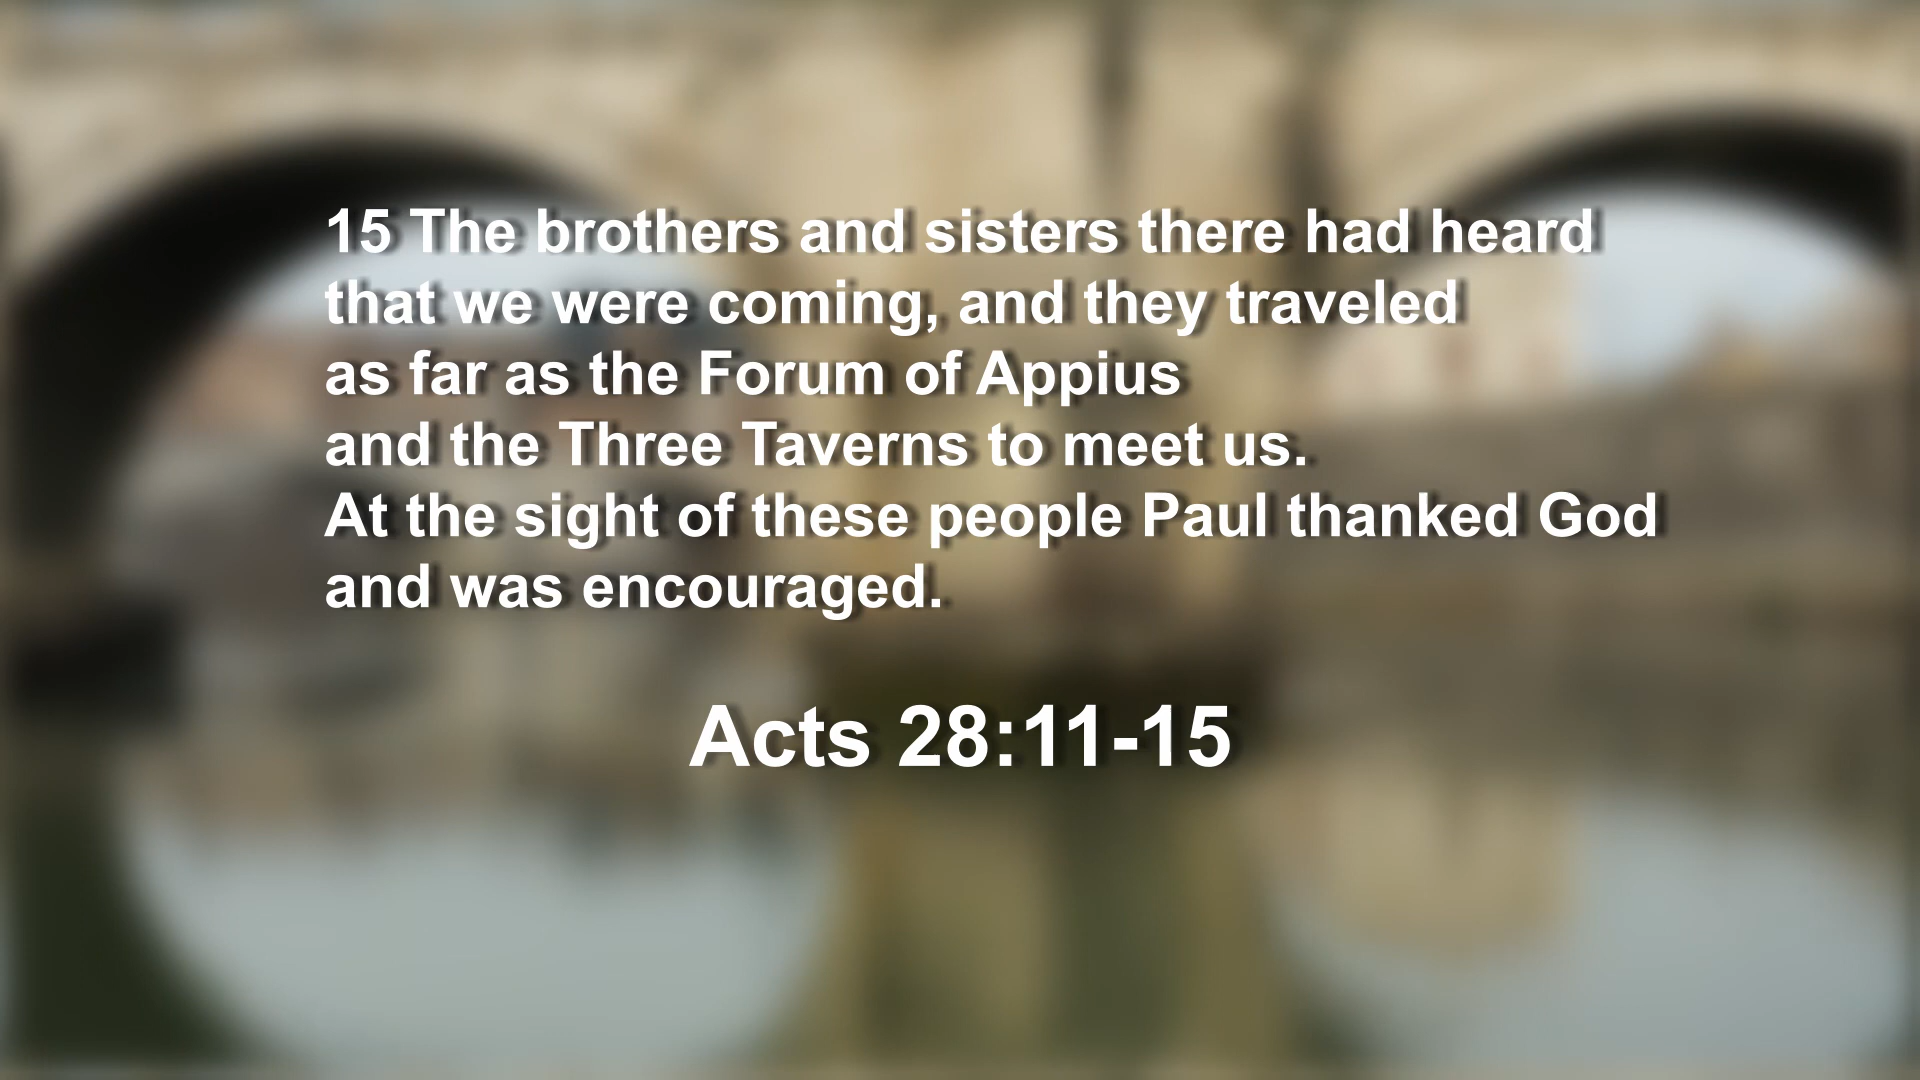 15 The brothers and sisters there had heard
that we were coming, and they traveled
as far as the Forum of Appius
and the Three Taverns to meet us.
At the sight of these people Paul thanked God
and was encouraged.
Acts 28:11-15